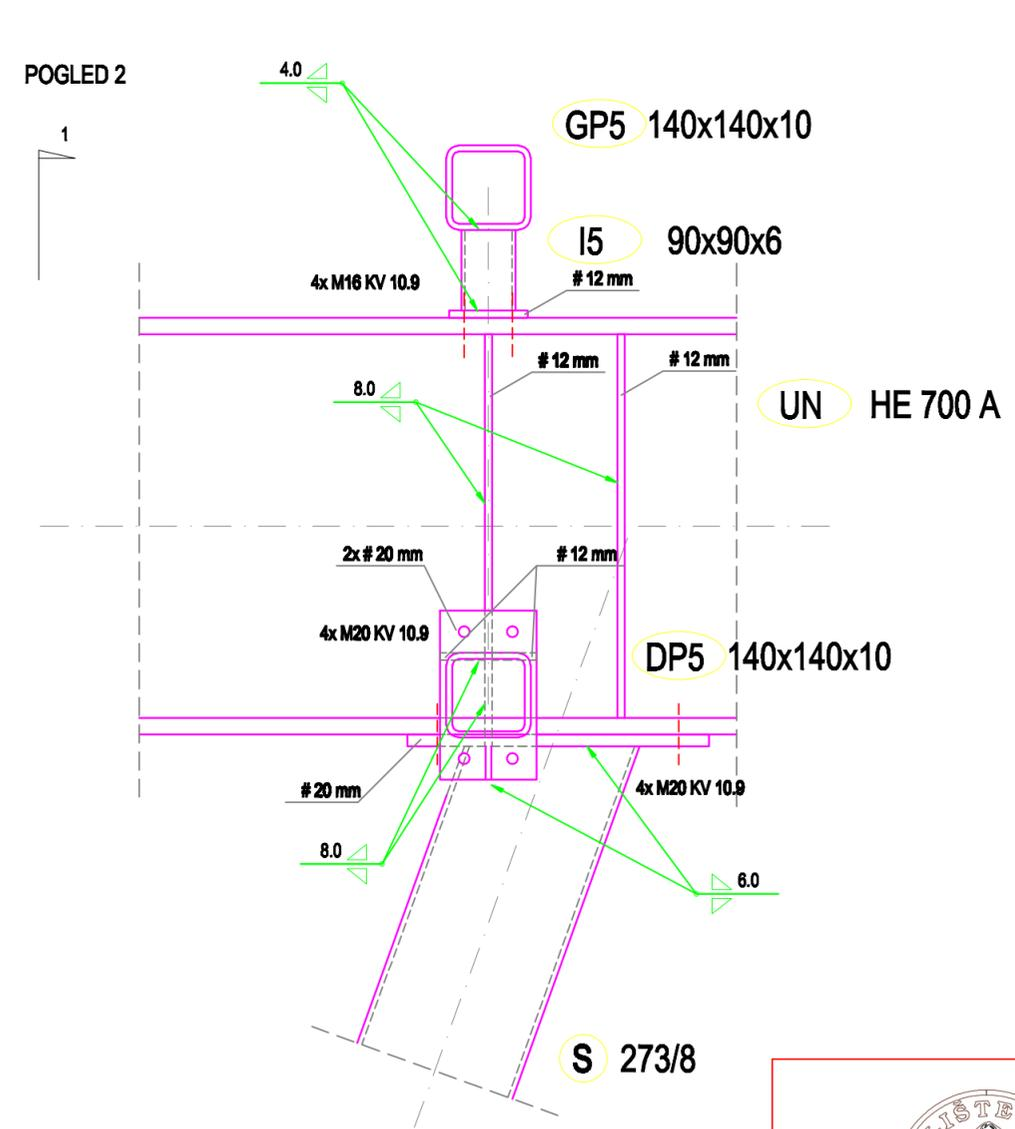 POGLED 2
4.0
1
GP5 140x140x10
I5 90x90x6
4x M16 KV 10.9
# 12 mm
# 12 mm
# 12 mm
8.0
UN HE 700 A
2x # 20 mm
# 12 mm
4x M20 KV 10.9
DP5 140x140x10
# 20 mm
4x M20 KV 10.9
8.0
6.0
S 273/8
LIŠTE